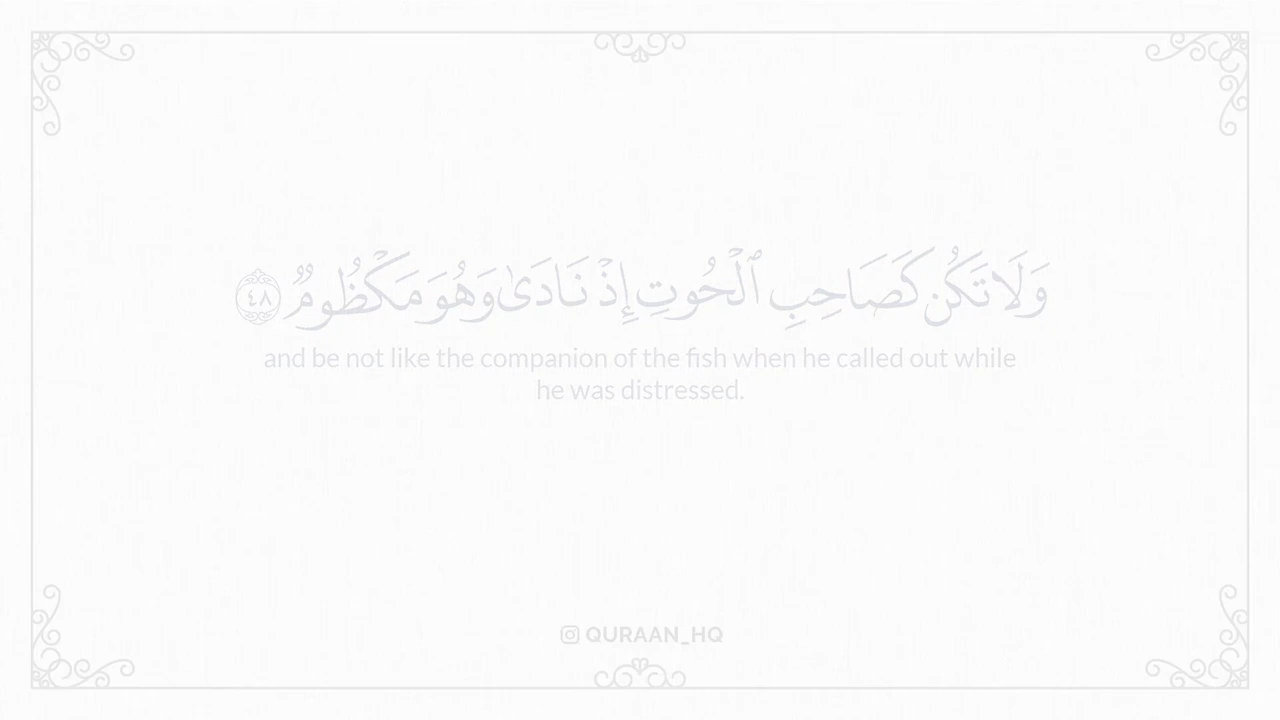 وَلَا تَكُن كَصَاحِبِ ٱلْحُوتِ إِذْ نَادَىٰ وَهُوَ مَكْظُومٌ ٤٨
and be not like the companion of the fish when he called out while
he was distressed.
QURAAN_HQ